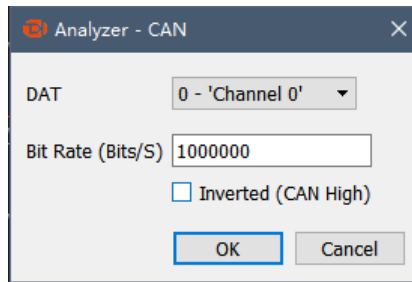 Analyzer - CAN
DAT 0 - 'Channel 0'
Bit Rate (Bits/S) 1000000
Inverted (CAN High)
OK Cancel